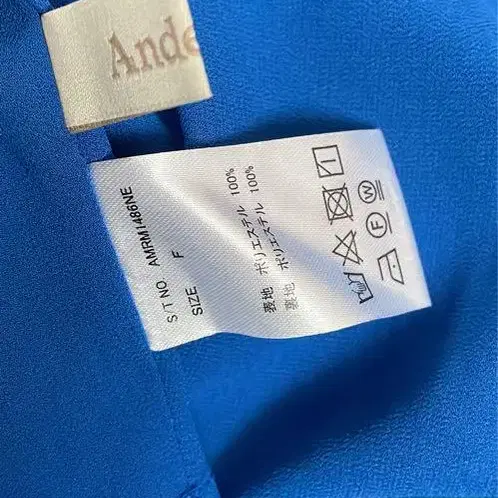 Ande
S/T NO. AMRM1486NE
SIZE F
表地 ポリエステル 100%
裏地 ポリエステル 100%
F W